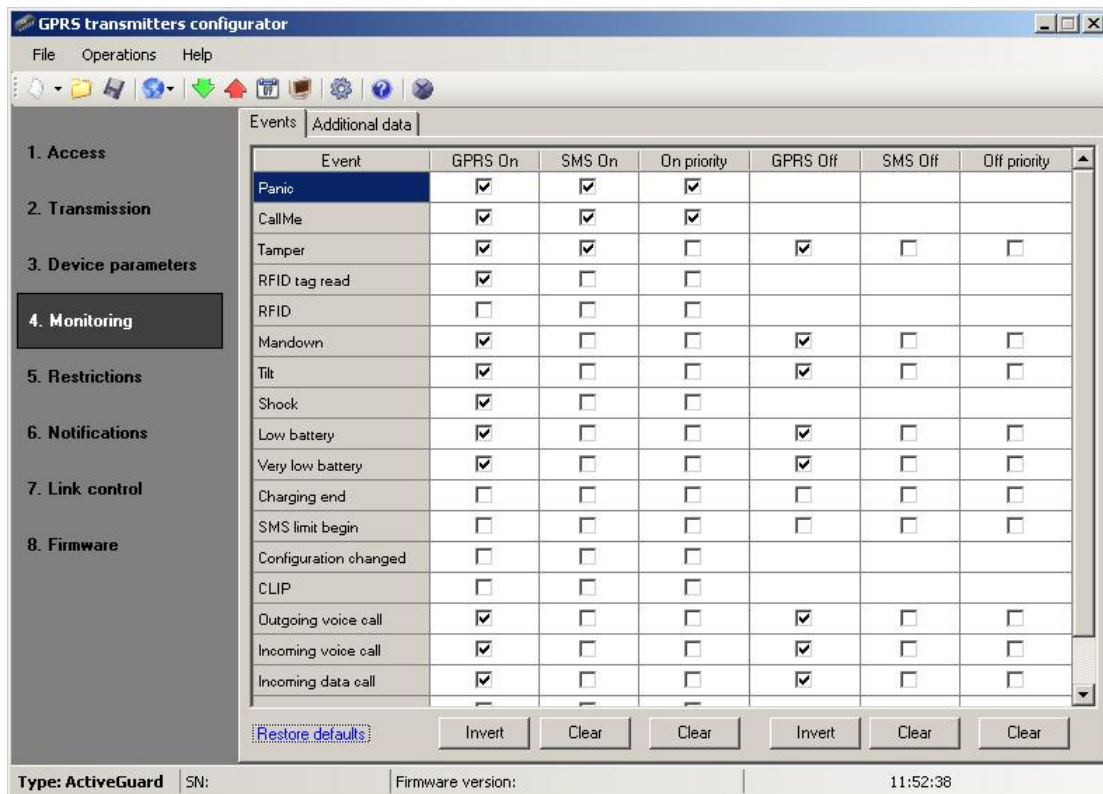 GPRS transmitters configurator
File Operations Help
Events Additional data
1. Access
2. Transmission
3. Device parameters
4. Monitoring
5. Restrictions
6. Notifications
7. Link control
8. Firmware
Event GPRS On SMS On On priority GPRS Off SMS Off Off priority
Panic
CallMe
Tamper
RFID tag read
RFID
Mandown
Tilt
Shock
Low battery
Very low battery
Charging end
SMS limit begin
Configuration changed
CLIP
Outgoing voice call
Incoming voice call
Incoming data call
Restore defaults Invert Clear Clear Invert Clear Clear
Type: ActiveGuard SN: Firmware version: 11:52:38